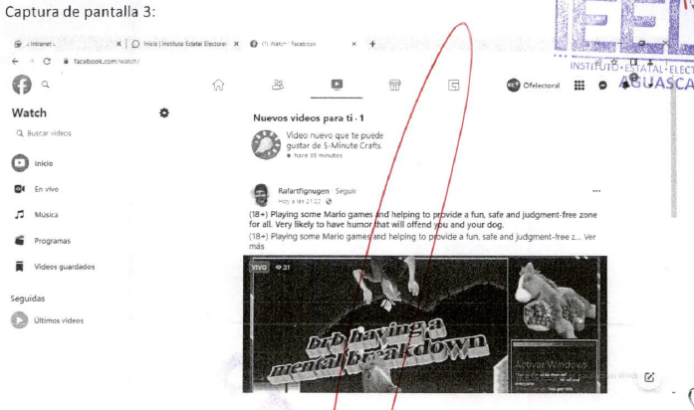 Captura de pantalla 3:
Intranet
Inicio | Instituto Estatal Electoral
(1) Watch - Facebook
facebook.com/watch/
INSTITUTO·ESTATAL·ELECT
AGUASCA
Ofelectoral
Watch
Nuevos videos para ti · 1
Buscar videos
Video nuevo que te puede
gustar de 5-Minute Crafts.
hace 35 minutos
Inicio
En vivo
Música
Programas
Videos guardados
Seguidas
Últimos videos
Rafartfignugen · Seguir
Hoy a las 21:22
(18+) Playing some Mario games and helping to provide a fun, safe and judgment-free zone
for all. Very likely to have humor that will offend you and your dog.
(18+) Playing some Mario games and helping to provide a fun, safe and judgment-free z... Ver
más
VIVO 31
brb having a
mental breakdown
Activar Windows